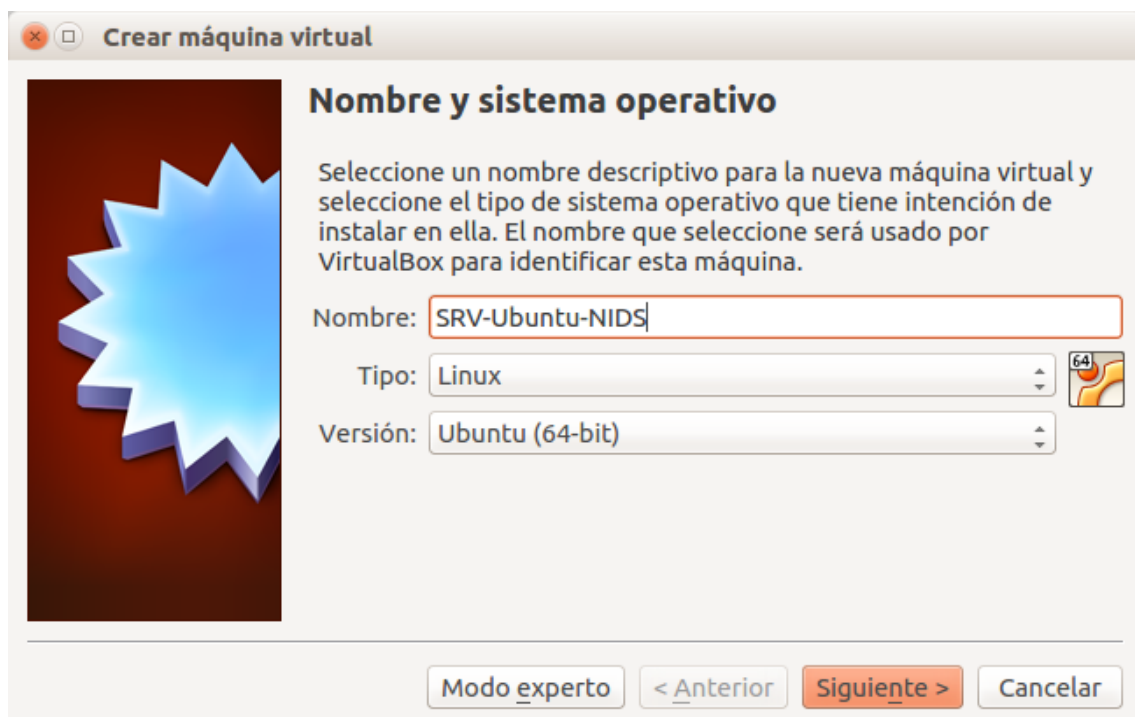 Crear máquina virtual
Nombre y sistema operativo
Seleccione un nombre descriptivo para la nueva máquina virtual y
seleccione el tipo de sistema operativo que tiene intención de
instalar en ella. El nombre que seleccione será usado por
VirtualBox para identificar esta máquina.
Nombre: SRV-Ubuntu-NIDS
Tipo: Linux
64
Versión: Ubuntu (64-bit)
Modo experto < Anterior Siguiente > Cancelar